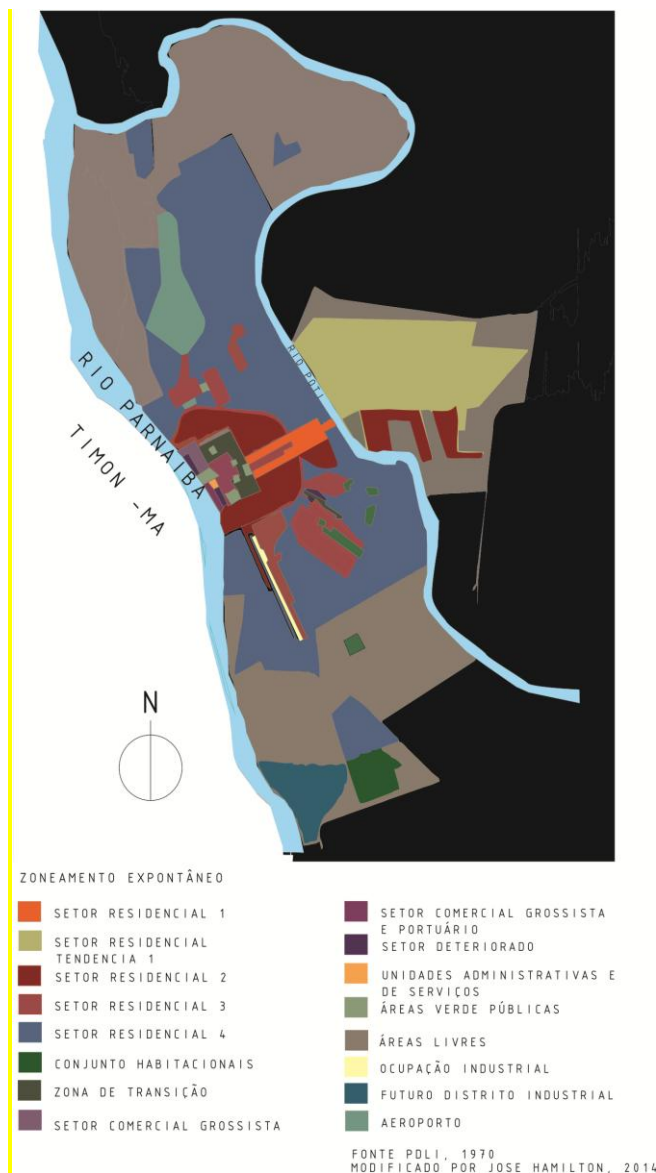 RIO POTI
RIO PARNAIBA
TIMON -MA
N
ZONEAMENTO EXPONTÂNEO
SETOR RESIDENCIAL 1
SETOR RESIDENCIAL
TENDENCIA 1
SETOR RESIDENCIAL 2
SETOR RESIDENCIAL 3
SETOR RESIDENCIAL 4
CONJUNTO HABITACIONAIS
ZONA DE TRANSIÇÃO
SETOR COMERCIAL GROSSISTA
SETOR COMERCIAL GROSSISTA
E PORTUÁRIO
SETOR DETERIORADO
UNIDADES ADMINISTRATIVAS E
DE SERVIÇOS
ÁREAS VERDE PÚBLICAS
ÁREAS LIVRES
OCUPAÇÃO INDUSTRIAL
FUTURO DISTRITO INDUSTRIAL
AEROPORTO
FONTE PDLI, 1970
MODIFICADO POR JOSE HAMILTON, 2014